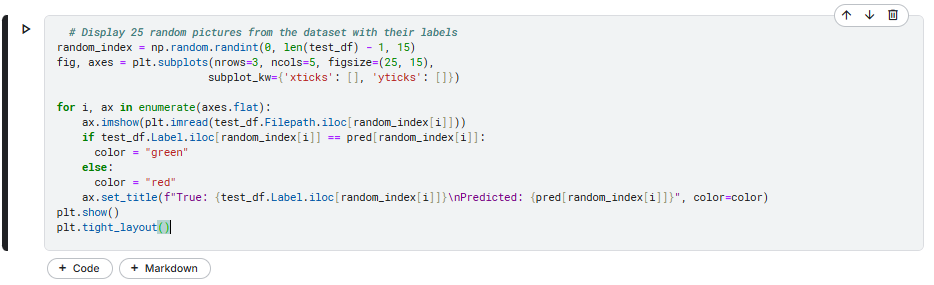 # Display 25 random pictures from the dataset with their labels
random_index = np.random.randint(0, len(test_df) - 1, 15)
fig, axes = plt.subplots(nrows=3, ncols=5, figsize=(25, 15),
                        subplot_kw={'xticks': [], 'yticks': []})
for i, ax in enumerate(axes.flat):
    ax.imshow(plt.imread(test_df.Filepath.iloc[random_index[i]]))
    if test_df.Label.iloc[random_index[i]] == pred[random_index[i]]:
      color = "green"
    else:
      color = "red"
    ax.set_title(f"True: {test_df.Label.iloc[random_index[i]]}\nPredicted: {pred[random_index[i]]}", color=color)
plt.show()
plt.tight_layout()
+ Code + Markdown